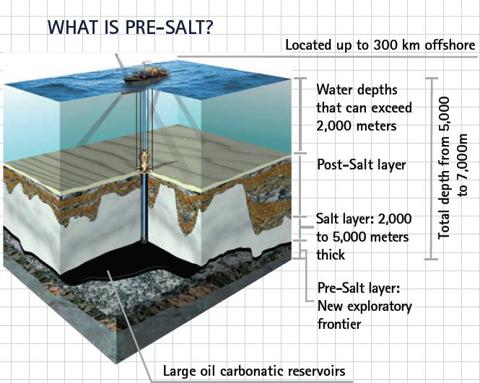 WHAT IS PRE-SALT?
Located up to 300 km offshore
Water depths
that can exceed
2,000 meters
Post-Salt layer
Salt layer: 2,000
to 5,000 meters
thick
Pre-Salt layer:
New exploratory
frontier
Total depth from 5,000
to 7,000m
Large oil carbonatic reservoirs